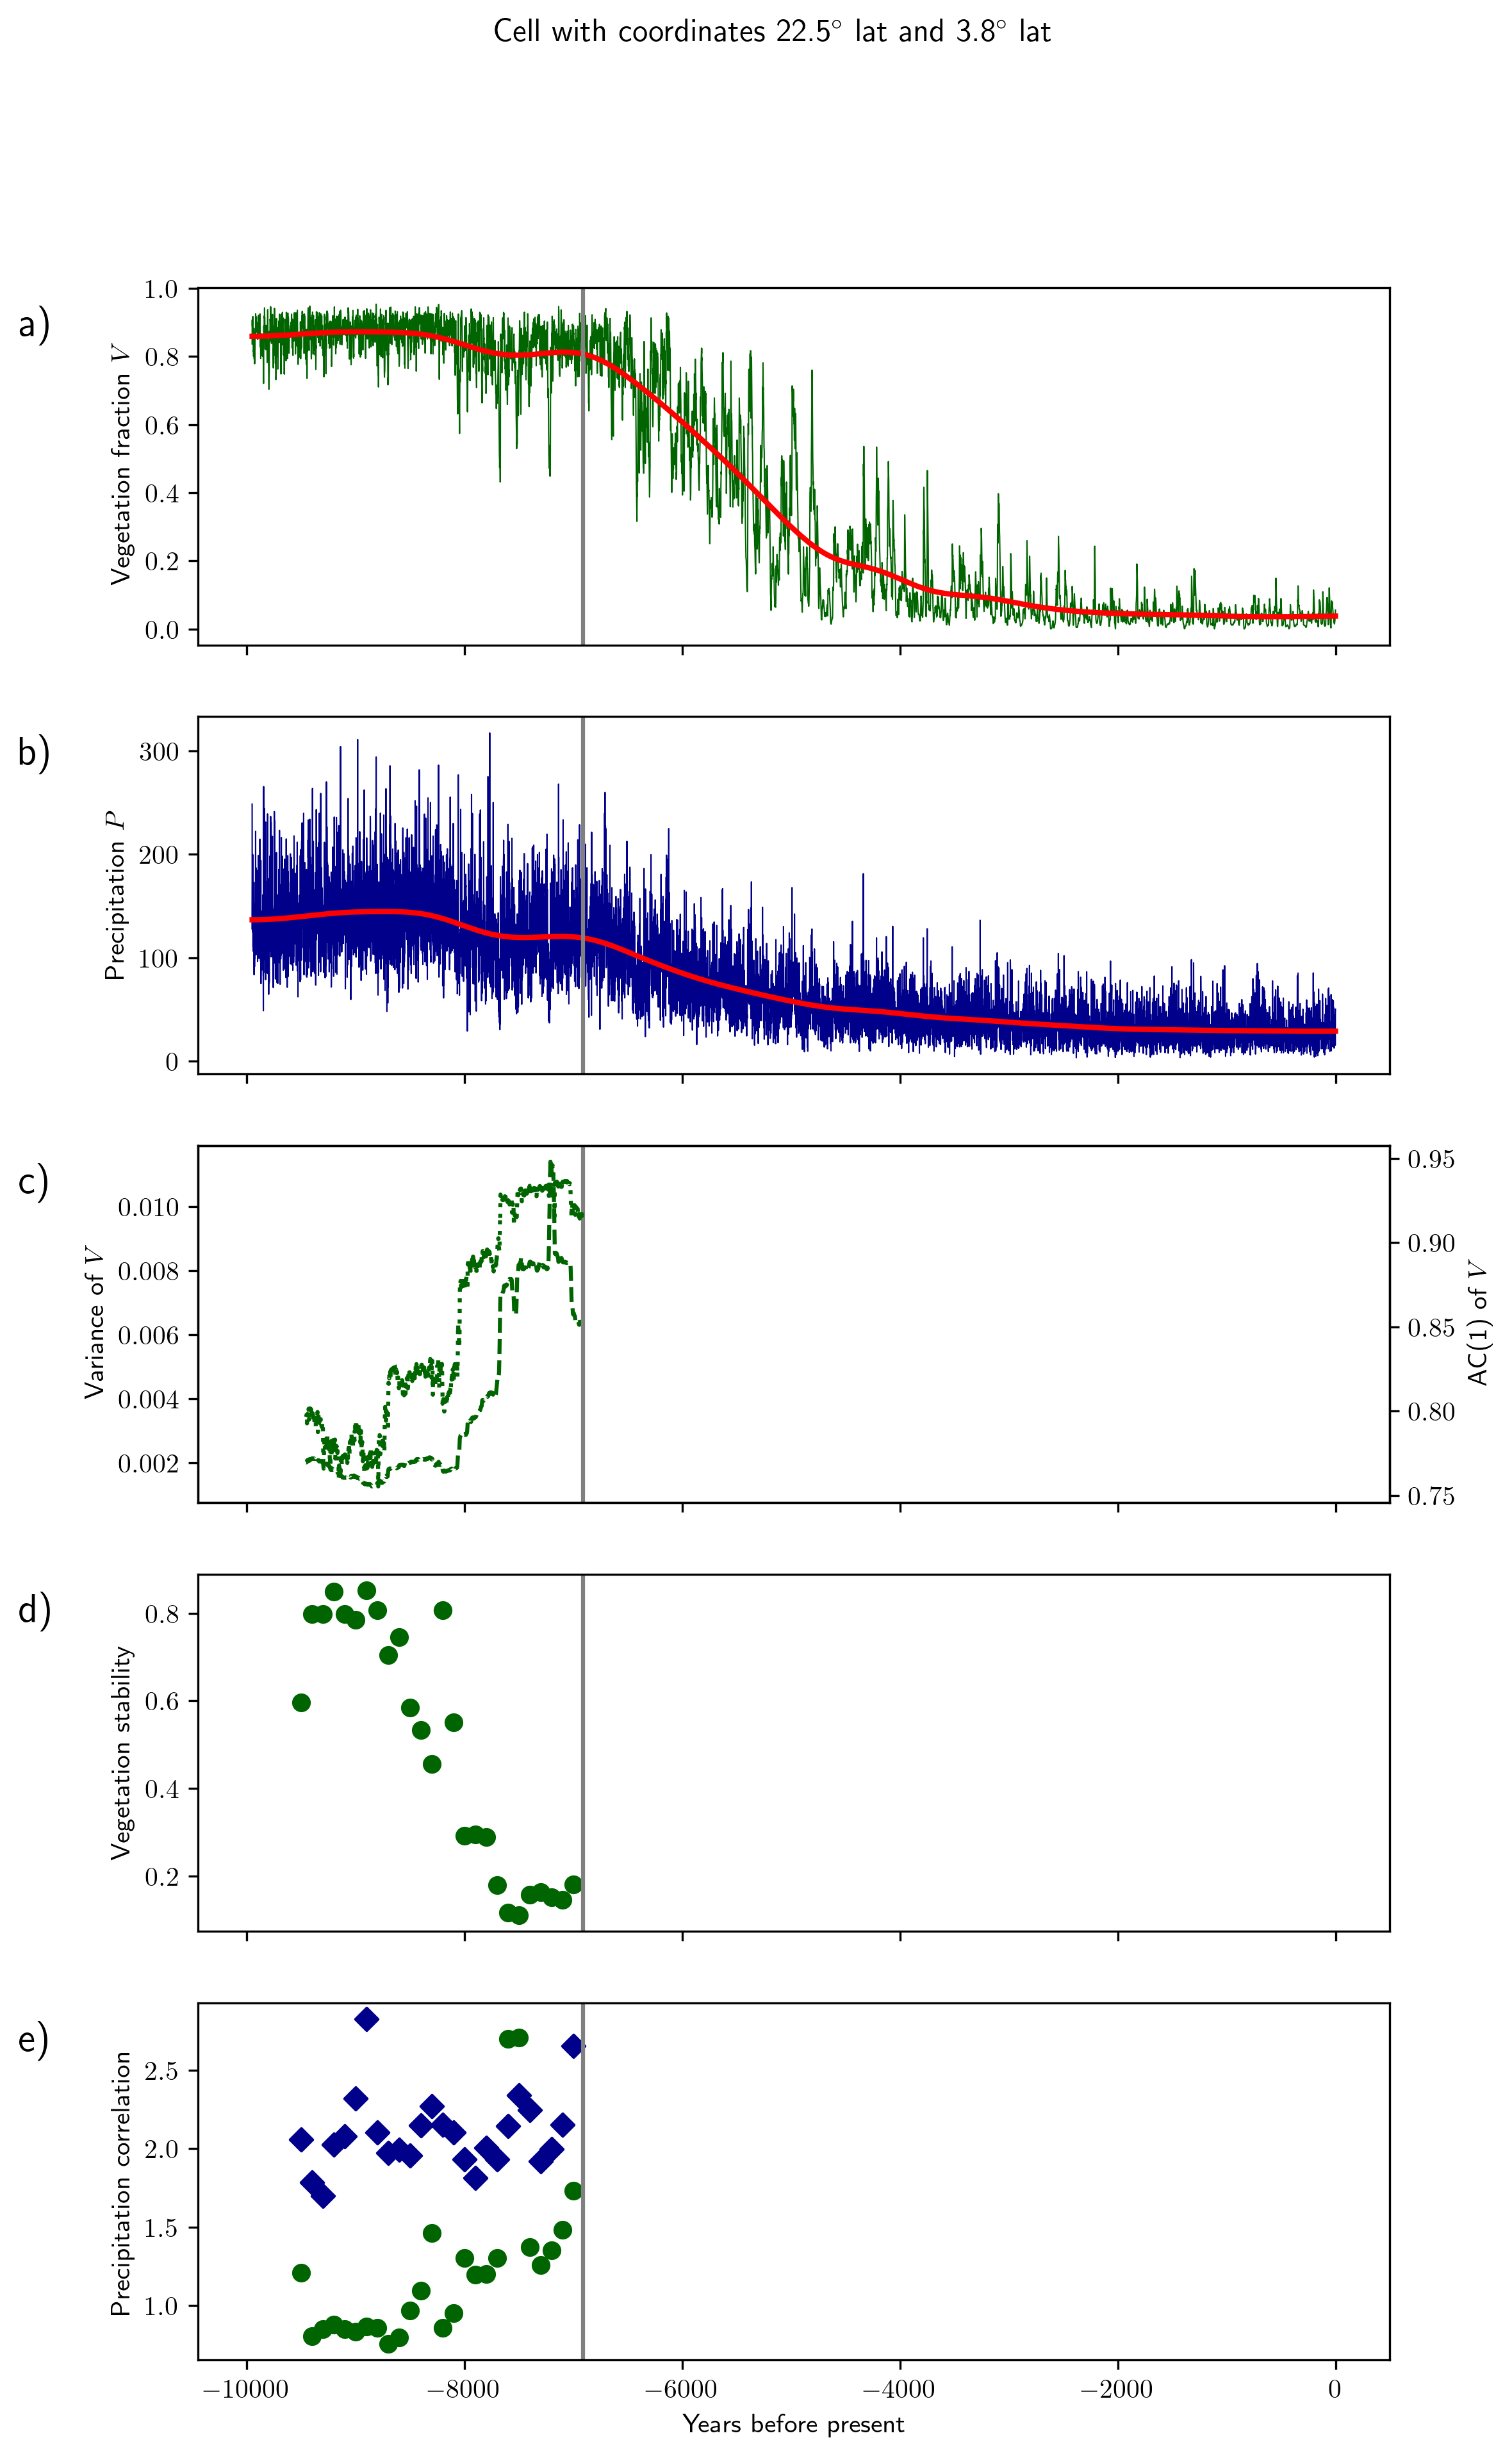 Cell with coordinates 22.5° lat and 3.8° lat
a)
Vegetation fraction V
1.0
0.8
0.6
0.4
0.2
0.0
b)
Precipitation P
300
200
100
0
c)
Variance of V
0.010
0.008
0.006
0.004
0.002
0.95
0.90
0.85
0.80
0.75
AC(1) of V
d)
Vegetation stability
0.8
0.6
0.4
0.2
e)
Precipitation correlation
2.5
2.0
1.5
1.0
−10000 −8000 −6000 −4000 −2000 0
Years before present